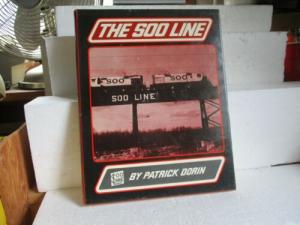 THE SOO LINE
SOO SOO
SOO LINE
BY PATRICK DORIN